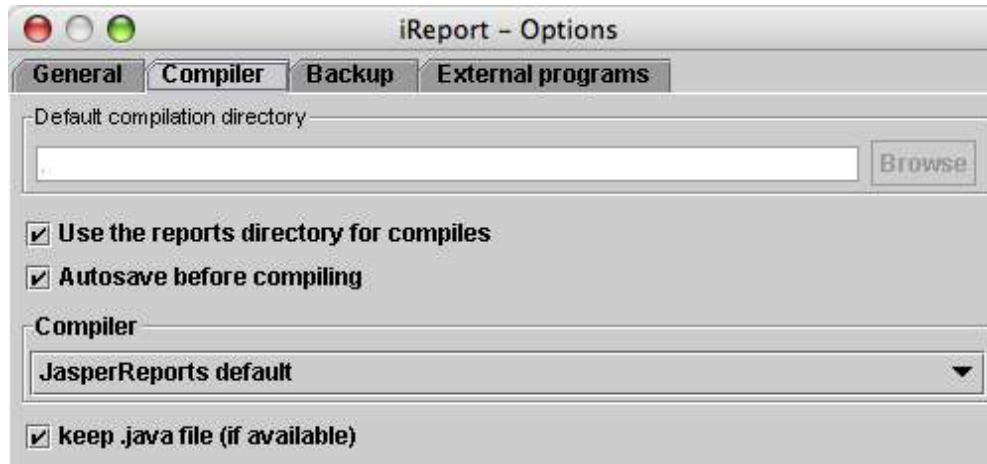 iReport – Options
General Compiler Backup External programs
Default compilation directory
.
Browse
Use the reports directory for compiles
Autosave before compiling
Compiler
JasperReports default
keep .java file (if available)